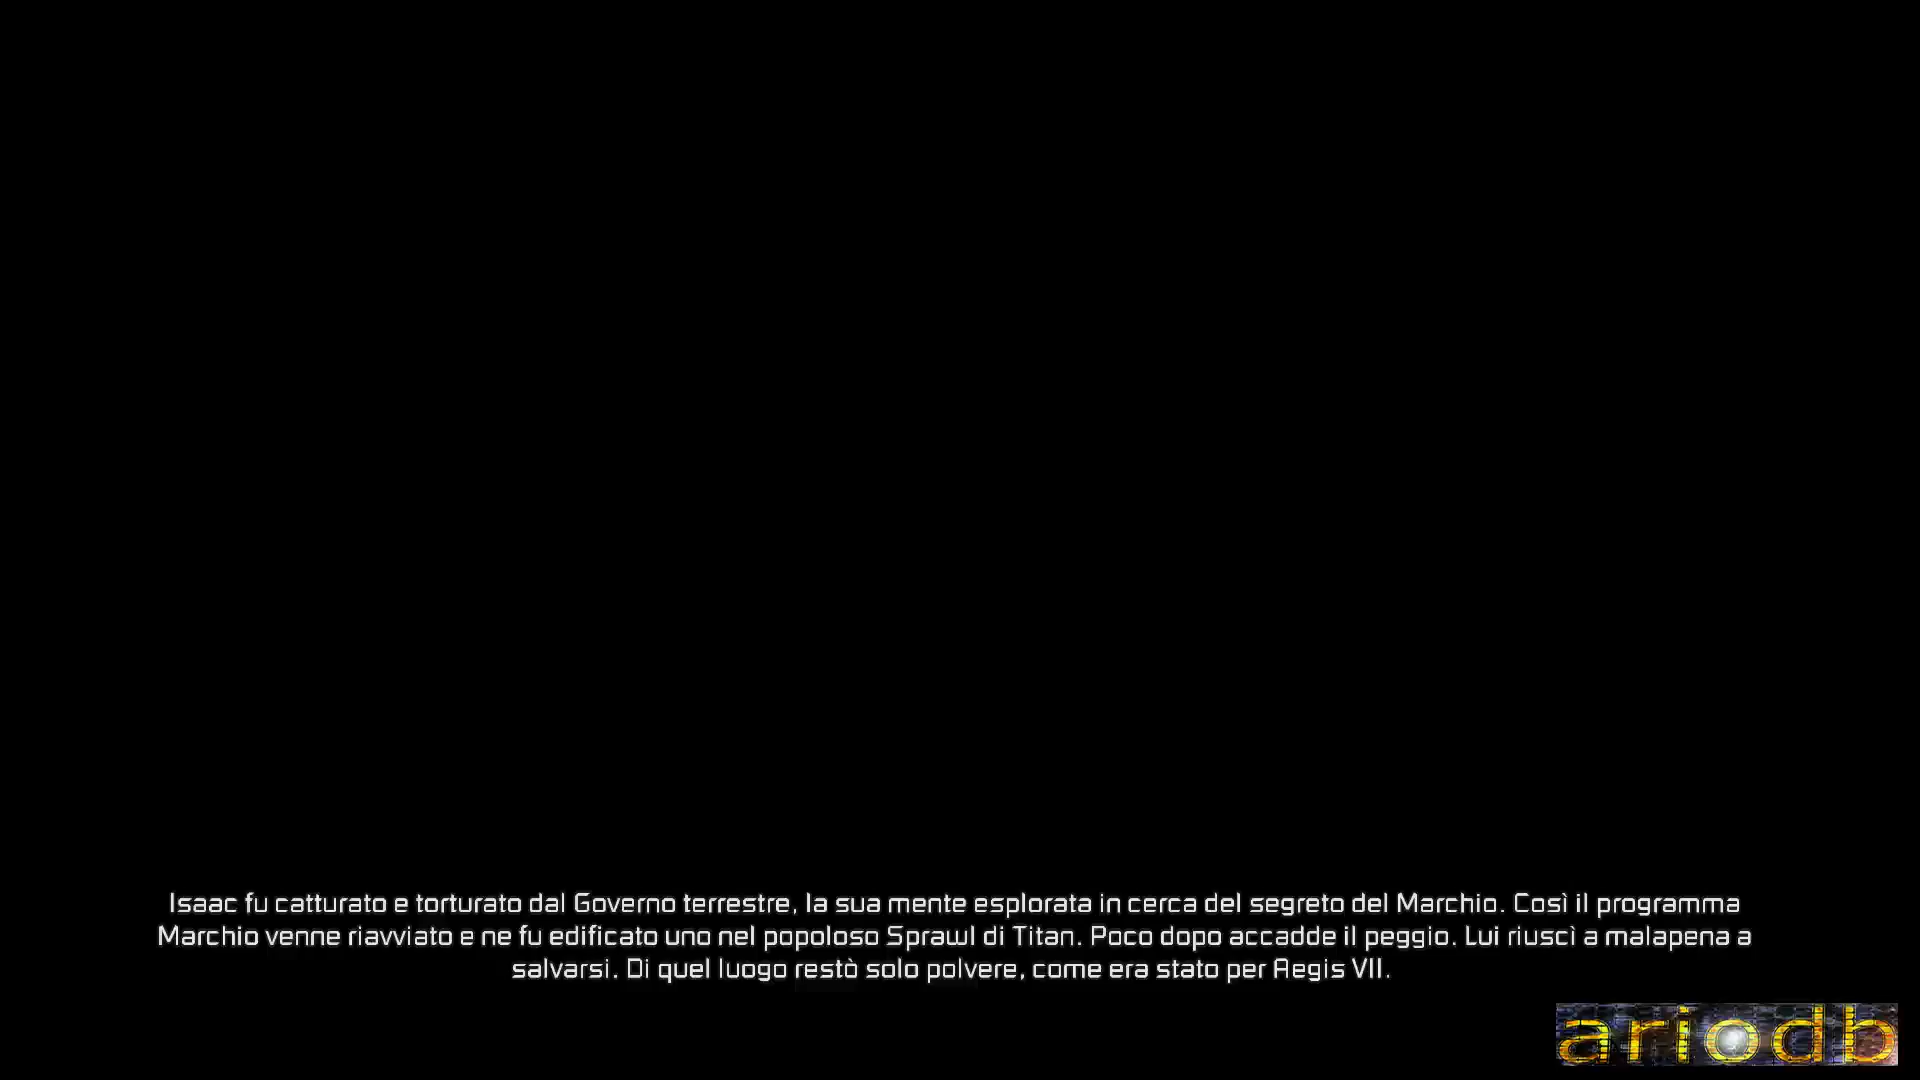 Isaac fu catturato e torturato dal Governo terrestre, la sua mente esplorata in cerca del segreto del Marchio. Così il programma
Marchio venne riavviato e ne fu edificato uno nel popoloso Sprawl di Titan. Poco dopo accadde il peggio. Lui riuscì a malapena a
salvarsi. Di quel luogo restò solo polvere, come era stato per Aegis VII.
ariodb